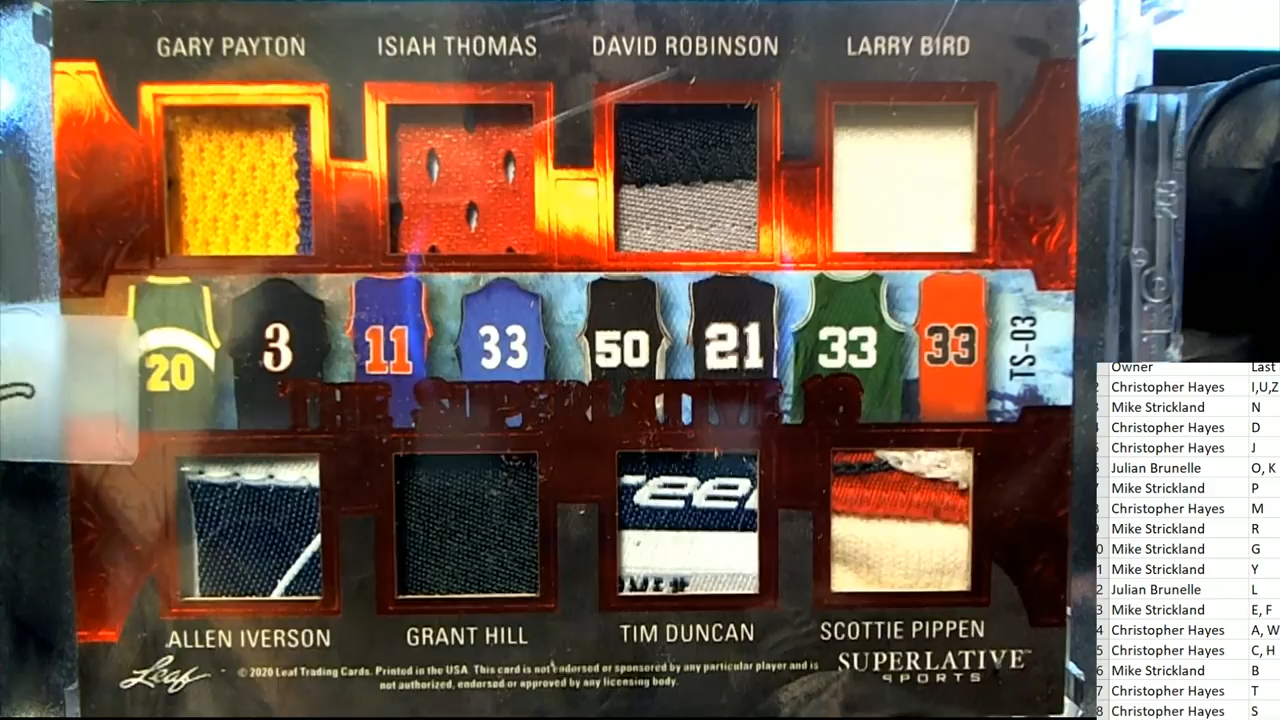 GARY PAYTON ISIAH THOMAS DAVID ROBINSON LARRY BIRD
20 3 11 33 50 21 33 33 TS-03
THE SUPERLATIVE
eer
ALLEN IVERSON GRANT HILL TIM DUNCAN SCOTTIE PIPPEN
Leaf
© 2020 Leaf Trading Cards. Printed in the USA. This card is not endorsed or sponsored by any particular player and is
not authorized, endorsed or approved by any licensing body.
SUPERLATIVE
SPORTS
Owner Last
Christopher Hayes I,U,Z
Mike Strickland N
Christopher Hayes D
Christopher Hayes J
Julian Brunelle O, K
Mike Strickland P
Christopher Hayes M
Mike Strickland R
Mike Strickland G
Mike Strickland Y
Julian Brunelle L
Mike Strickland E, F
Christopher Hayes A, W
Christopher Hayes C, H
Mike Strickland B
Christopher Hayes T
Christopher Hayes S